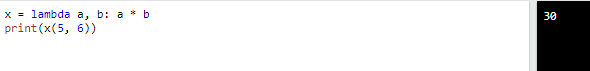 x = lambda a, b: a * b
print(x(5, 6))
30